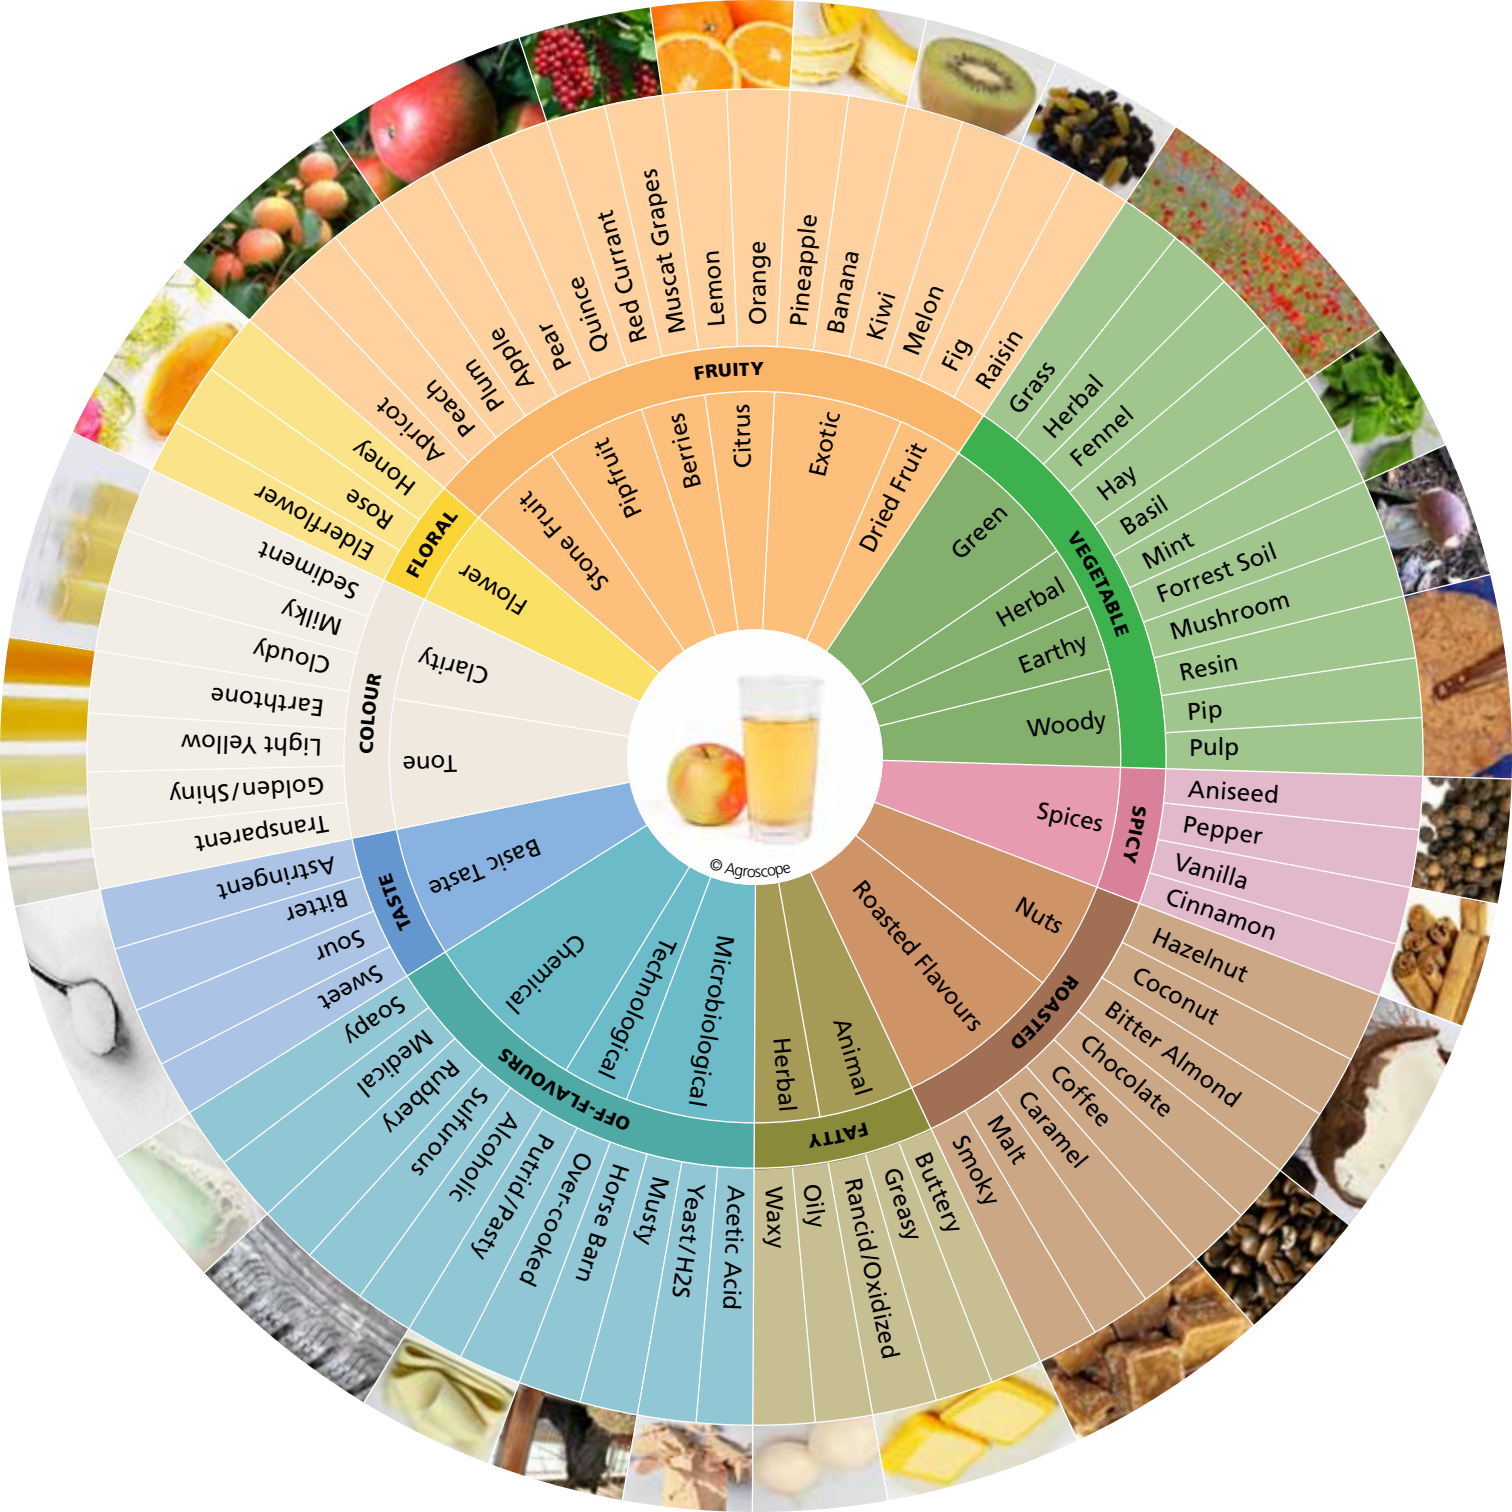 FRUITY
Stone Fruit
Pipfruit
Berries
Citrus
Exotic
Dried Fruit
Apricot
Peach
Plum
Apple
Pear
Quince
Red Currant
Muscat Grapes
Lemon
Orange
Pineapple
Banana
Kiwi
Melon
Fig
Raisin
VEGETABLE
Green
Herbal
Earthy
Woody
Grass
Herbal
Fennel
Hay
Basil
Mint
Forrest Soil
Mushroom
Resin
Pip
Pulp
SPICY
Spices
Aniseed
Pepper
Vanilla
Cinnamon
ROASTED
Nuts
Roasted Flavours
Hazelnut
Coconut
Bitter Almond
Chocolate
Coffee
Caramel
Malt
Smoky
FATTY
Animal
Herbal
Buttery
Greasy
Rancid/Oxidized
Oily
Waxy
OFF-FLAVOURS
Microbiological
Technological
Chemical
Acetic Acid
Yeast/H2S
Musty
Horse Barn
Over-cooked
Putrid/Pasty
Alcoholic
Sulfurous
Rubbery
Medical
Soapy
TASTE
Basic Taste
Sweet
Sour
Bitter
Astringent
COLOUR
Tone
Clarity
Transparent
Golden/Shiny
Light Yellow
Earthtone
Cloudy
Milky
Sediment
FLORAL
Flower
Elderflower
Rose
Honey
© Agroscope